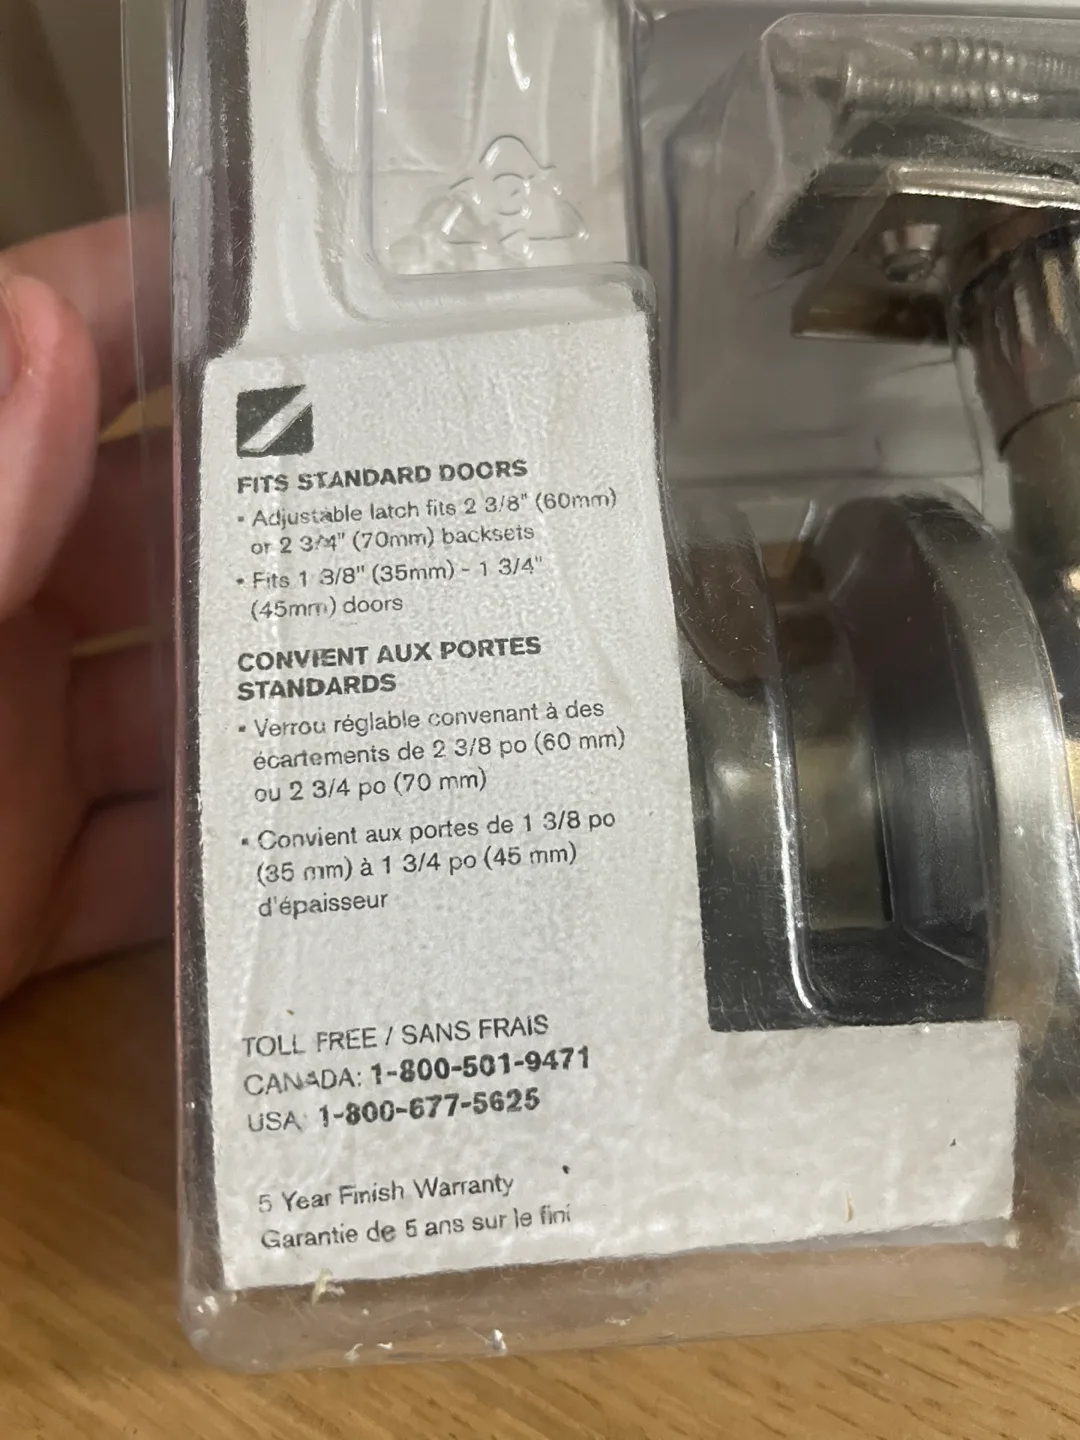 FITS STANDARD DOORS
• Adjustable latch fits 2 3/8" (60mm)
or 2 3/4" (70mm) backsets
• Fits 1 3/8" (35mm) - 1 3/4"
(45mm) doors
CONVIENT AUX PORTES
STANDARDS
• Verrou réglable convenant à des
écartements de 2 3/8 po (60 mm)
ou 2 3/4 po (70 mm)
• Convient aux portes de 1 3/8 po
(35 mm) à 1 3/4 po (45 mm)
d'épaisseur
TOLL FREE / SANS FRAIS
CANADA: 1-800-501-9471
USA: 1-800-677-5625
5 Year Finish Warranty
Garantie de 5 ans sur le fini